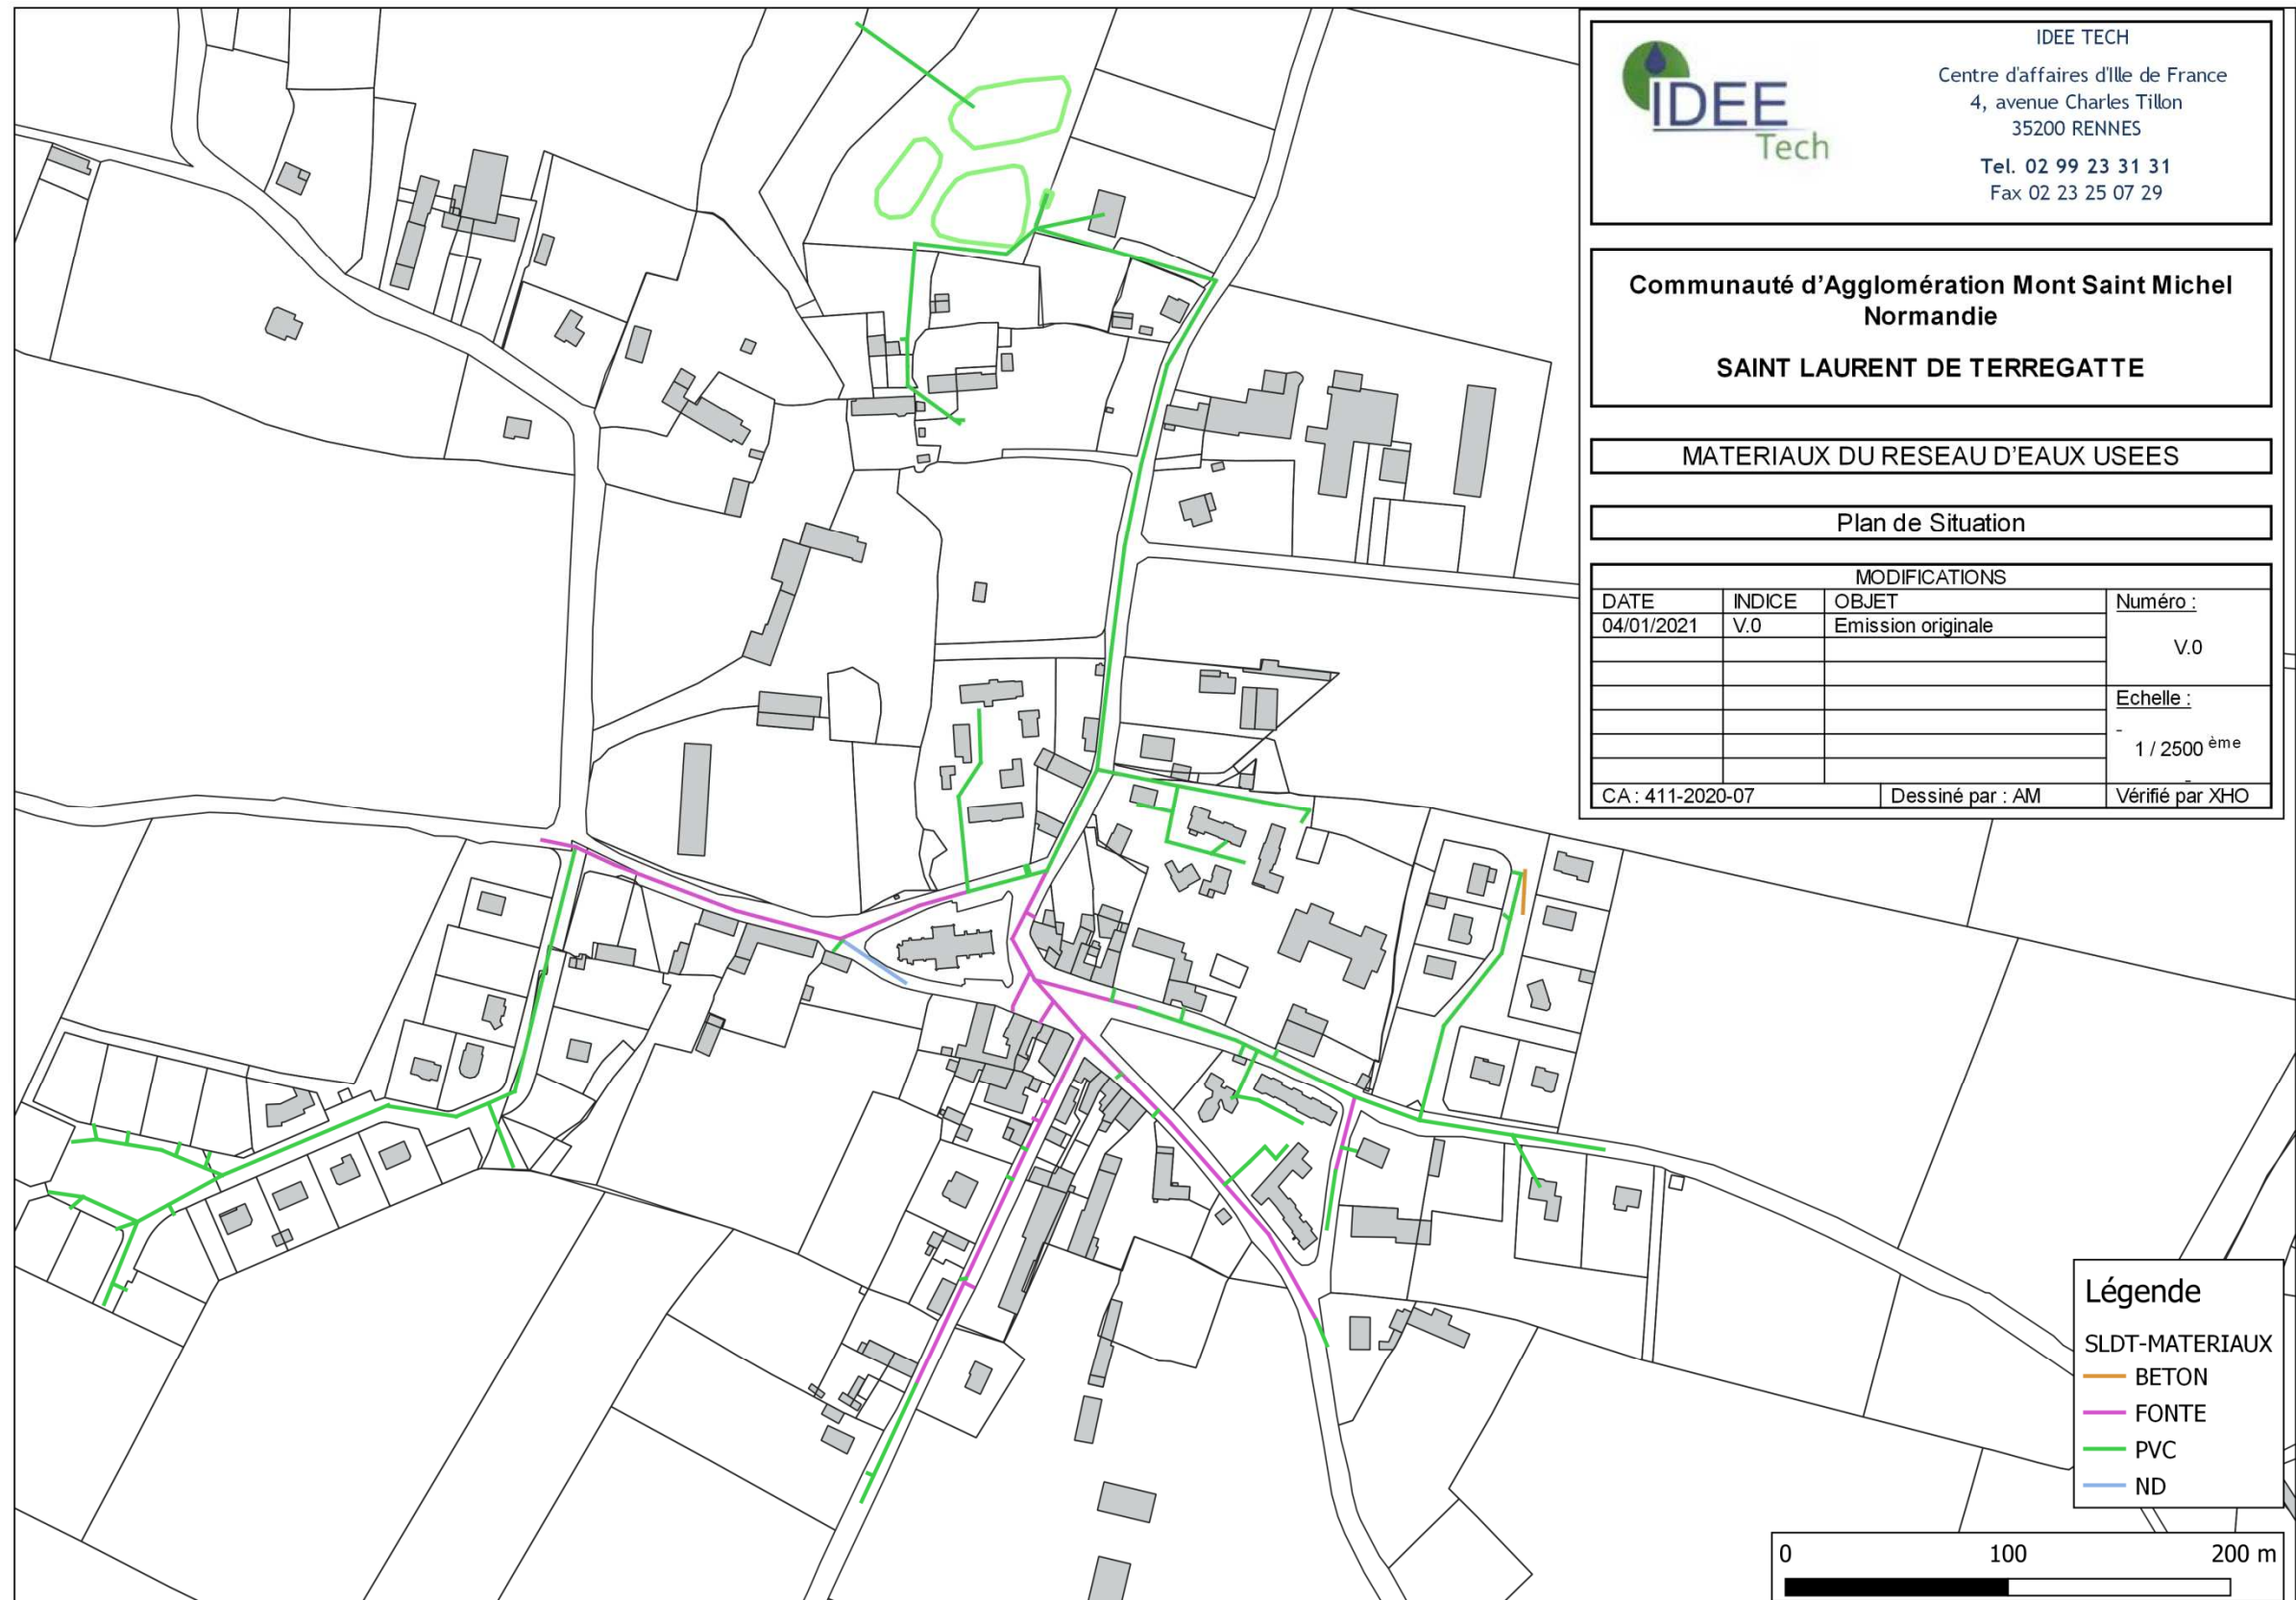 IDEE
Tech
IDEE TECH
Centre d'affaires d'Ille de France
4, avenue Charles Tillon
35200 RENNES
Tel. 02 99 23 31 31
Fax 02 23 25 07 29
Communauté d'Agglomération Mont Saint Michel
Normandie
SAINT LAURENT DE TERREGATTE
MATERIAUX DU RESEAU D'EAUX USEES
Plan de Situation
MODIFICATIONS
DATE INDICE OBJET Numéro :
04/01/2021 V.0 Emission originale
V.0
Echelle :
-
1 / 2500 ème
-
CA : 411-2020-07 Dessiné par : AM Vérifié par XHO
Légende
SLDT-MATERIAUX
BETON
FONTE
PVC
ND
0 100 200 m